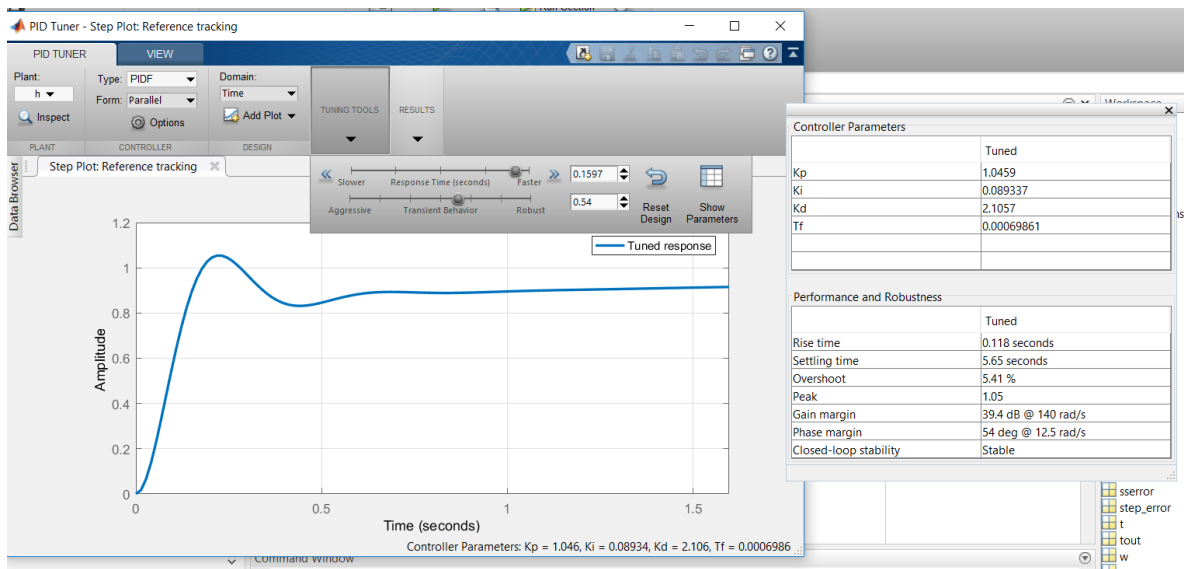 Run Section
PID Tuner - Step Plot: Reference tracking
PID TUNER
VIEW
Plant:
h
Inspect
PLANT
Type: PIDF
Form: Parallel
Options
CONTROLLER
Domain:
Time
Add Plot
DESIGN
TUNING TOOLS
RESULTS
Data Browser
Step Plot: Reference tracking
Slower Response Time (seconds) Faster
0.1597
Aggressive Transient Behavior Robust
0.54
Reset Design
Show Parameters
Tuned response
1.2
1
0.8
0.6
0.4
0.2
0
Amplitude
0 0.5 1 1.5
Time (seconds)
Controller Parameters: Kp = 1.046, Ki = 0.08934, Kd = 2.106, Tf = 0.0006986
Command Window
Workspace
Controller Parameters
Tuned
Kp 1.0459
Ki 0.089337
Kd 2.1057
Tf 0.00069861
Performance and Robustness
Tuned
Rise time 0.118 seconds
Settling time 5.65 seconds
Overshoot 5.41 %
Peak 1.05
Gain margin 39.4 dB @ 140 rad/s
Phase margin 54 deg @ 12.5 rad/s
Closed-loop stability Stable
sserror
step_error
t
tout
w